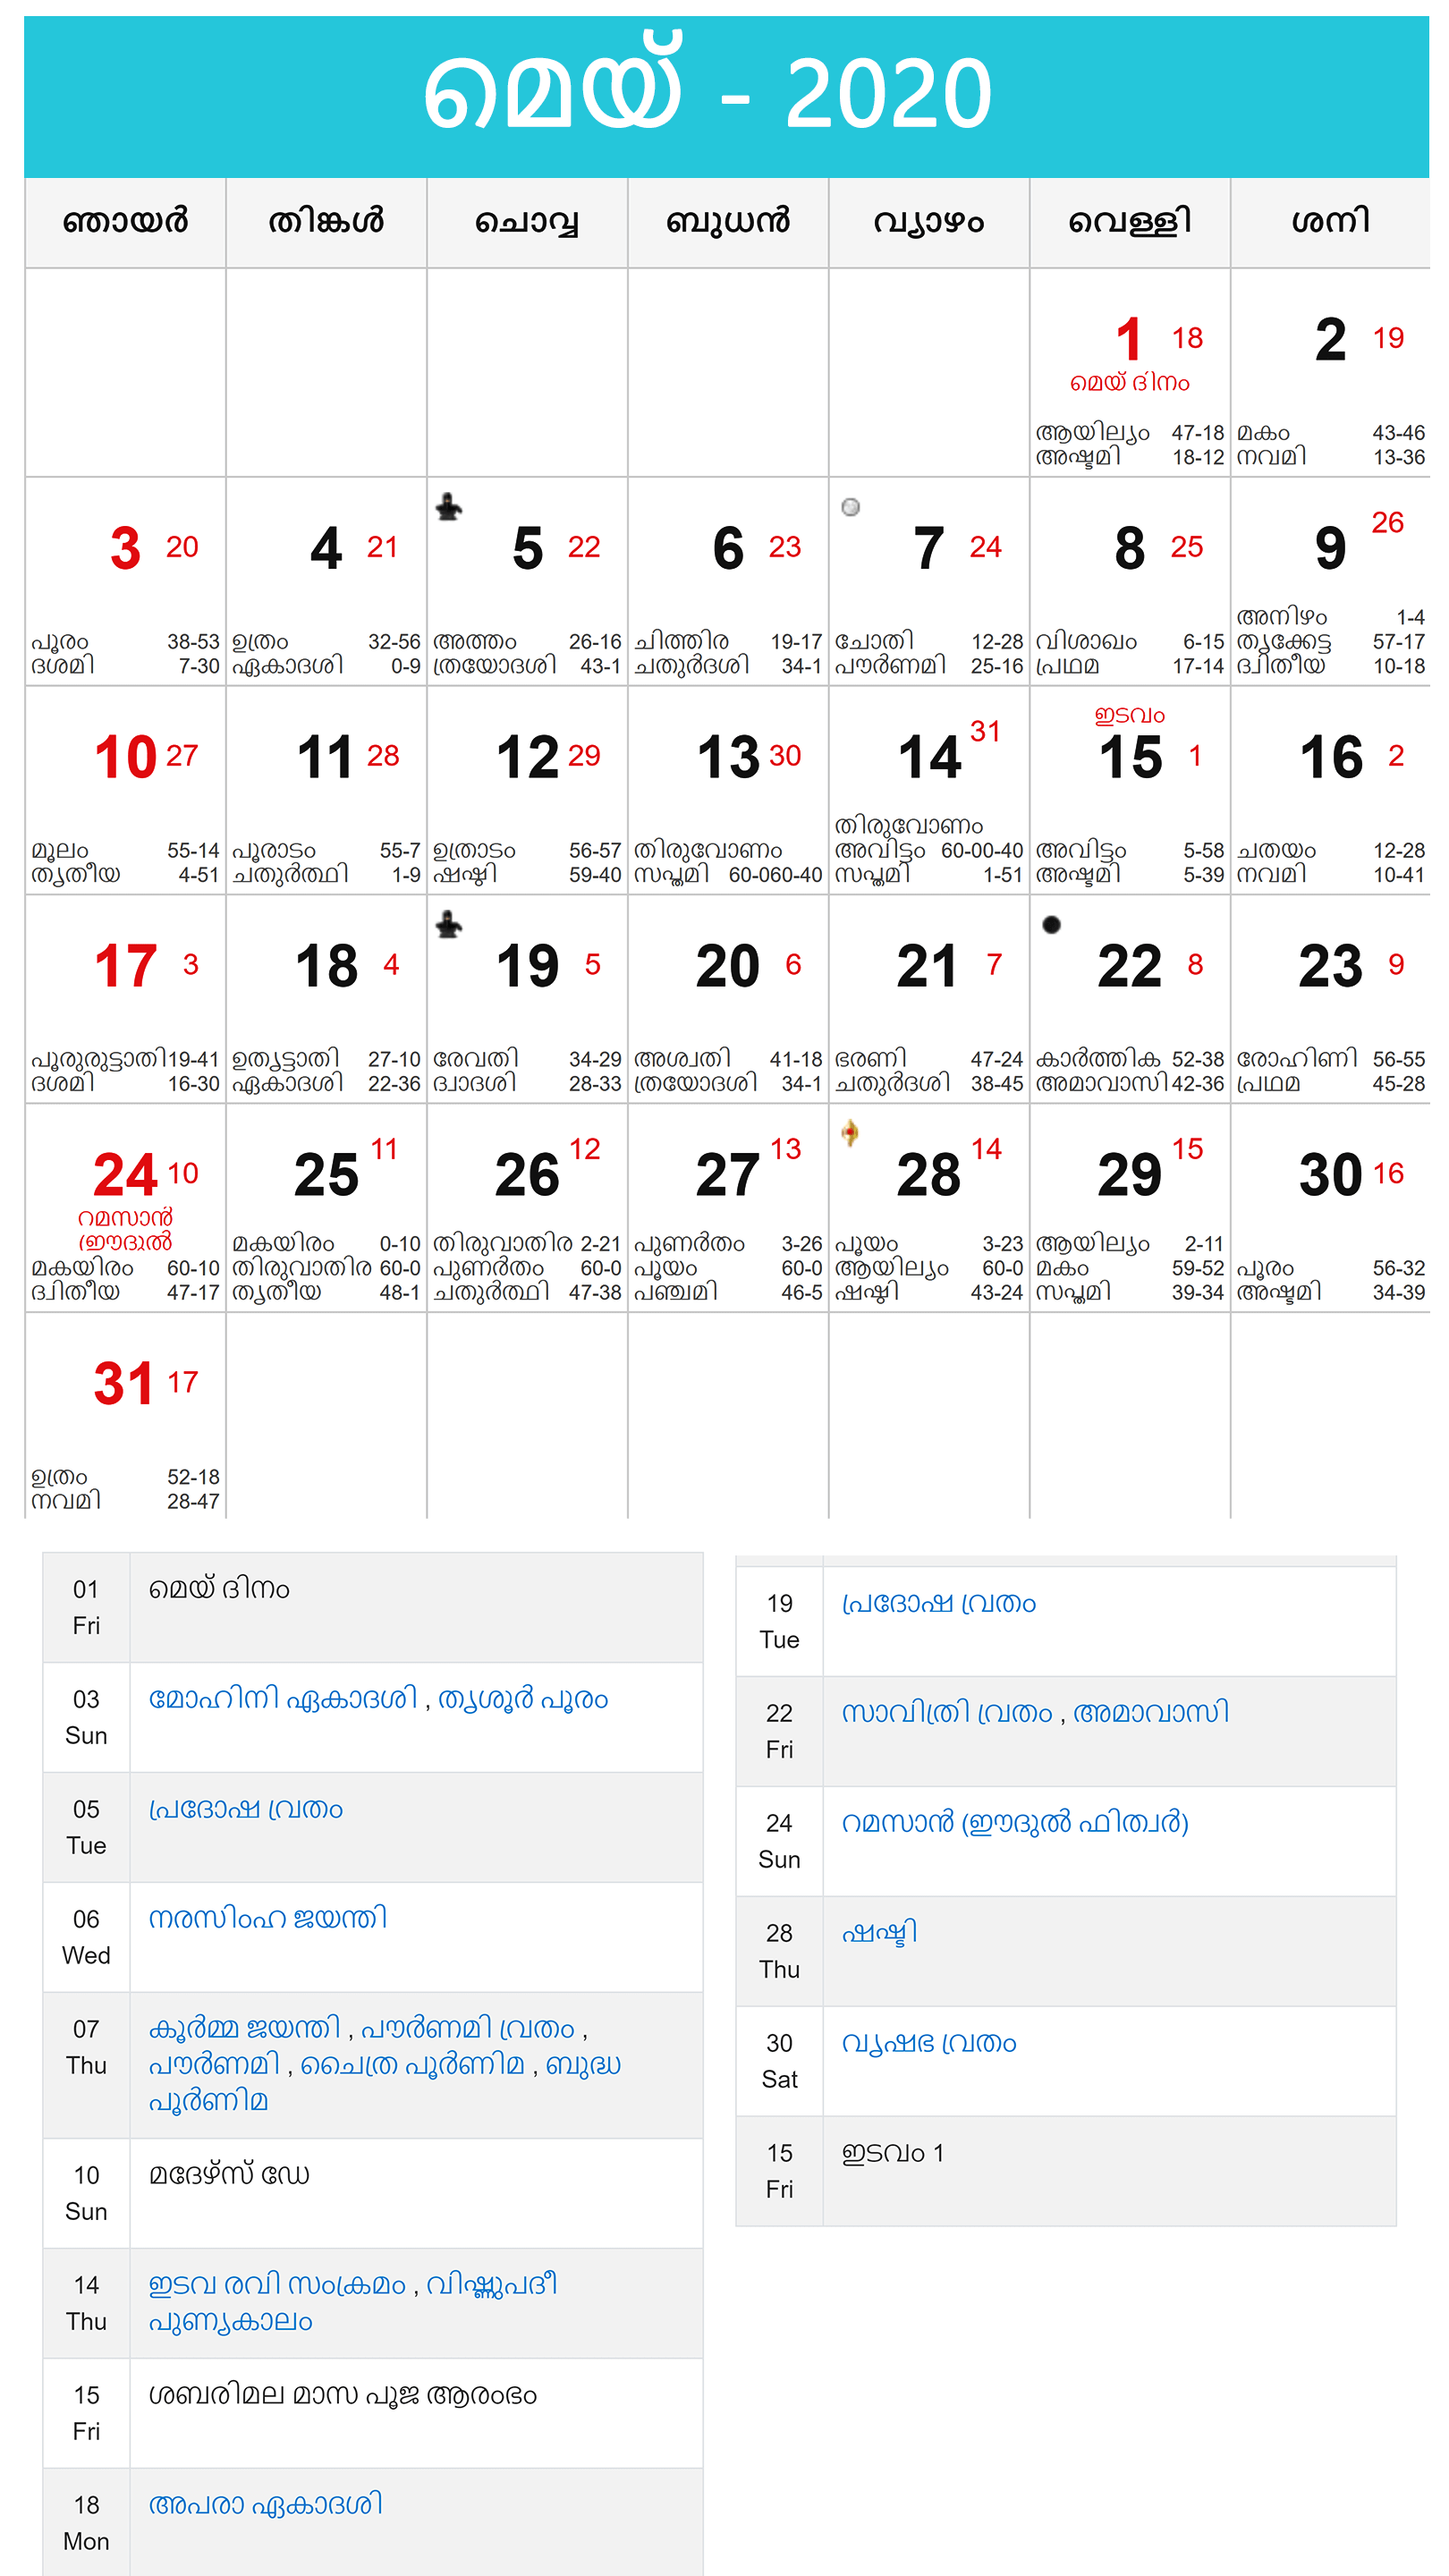 മെയ് - 2020
ഞായർ തിങ്കൾ ചൊവ്വ ബുധൻ വ്യാഴം വെള്ളി ശനി
1 18 2 19
മെയ് ദിനം
ആയില്യം 47-18 മകം 43-46
അഷ്ടമി 18-12 നവമി 13-36
3 20 4 21 5 22 6 23 7 24 8 25 9 26
അനിഴം 1-4
പൂരം 38-53 ഉത്രം 32-56 അത്തം 26-16 ചിത്തിര 19-17 ചോതി 12-28 വിശാഖം 6-15 തൃക്കേട്ട 57-17
ദശമി 7-30 ഏകാദശി 0-9 ത്രയോദശി 43-1 ചതുർദശി 34-1 പൗർണമി 25-16 പ്രഥമ 17-14 ദ്വിതീയ 10-18
ഇടവം
10 27 11 28 12 29 13 30 14 31 15 1 16 2
തിരുവോണം
മൂലം 55-14 പൂരാടം 55-7 ഉത്രാടം 56-57 തിരുവോണം അവിട്ടം 60-00-40 അവിട്ടം 5-58 ചതയം 12-28
തൃതീയ 4-51 ചതുർത്ഥി 1-9 ഷഷ്ഠി 59-40 സപ്തമി 60-060-40 സപ്തമി 1-51 അഷ്ടമി 5-39 നവമി 10-41
17 3 18 4 19 5 20 6 21 7 22 8 23 9
പൂരുരുട്ടാതി 19-41 ഉതൃട്ടാതി 27-10 രേവതി 34-29 അശ്വതി 41-18 ഭരണി 47-24 കാർത്തിക 52-38 രോഹിണി 56-55
ദശമി 16-30 ഏകാദശി 22-36 ദ്വാദശി 28-33 ത്രയോദശി 34-1 ചതുർദശി 38-45 അമാവാസി 42-36 പ്രഥമ 45-28
24 10 25 11 26 12 27 13 28 14 29 15 30 16
റമസാൻ
(ഈദുൽ മകയിരം 0-10 തിരുവാതിര 2-21 പുണർതം 3-26 പൂയം 3-23 ആയില്യം 2-11
മകയിരം 60-10 തിരുവാതിര 60-0 പുണർതം 60-0 പൂയം 60-0 ആയില്യം 60-0 മകം 59-52 പൂരം 56-32
ദ്വിതീയ 47-17 തൃതീയ 48-1 ചതുർത്ഥി 47-38 പഞ്ചമി 46-5 ഷഷ്ഠി 43-24 സപ്തമി 39-34 അഷ്ടമി 34-39
31 17
ഉത്രം 52-18
നവമി 28-47
01 മെയ് ദിനം
Fri
03 മോഹിനി ഏകാദശി , തൃശൂർ പൂരം
Sun
05 പ്രദോഷ വ്രതം
Tue
06 നരസിംഹ ജയന്തി
Wed
07 കൂർമ്മ ജയന്തി , പൗർണമി വ്രതം ,
Thu പൗർണമി , ചൈത്ര പൂർണിമ , ബുദ്ധ
പൂർണിമ
10 മദേഴ്സ് ഡേ
Sun
14 ഇടവ രവി സംക്രമം , വിഷ്ണുപദീ
Thu പുണ്യകാലം
15 ശബരിമല മാസ പൂജ ആരംഭം
Fri
18 അപരാ ഏകാദശി
Mon
19 പ്രദോഷ വ്രതം
Tue
22 സാവിത്രി വ്രതം , അമാവാസി
Fri
24 റമസാൻ (ഈദുൽ ഫിത്വർ)
Sun
28 ഷഷ്ടി
Thu
30 വൃഷഭ വ്രതം
Sat
15 ഇടവം 1
Fri